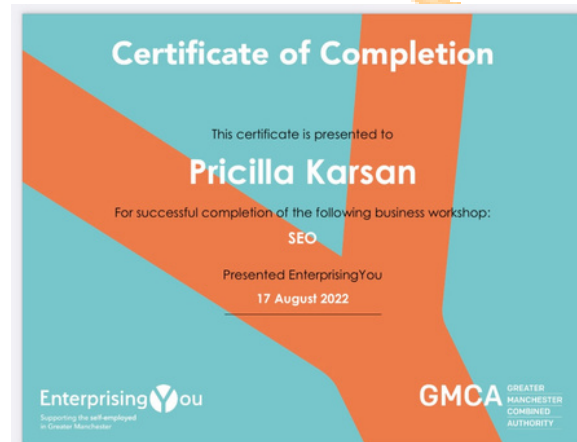 Certificate of Completion
This certificate is presented to
Pricilla Karsan
For successful completion of the following business workshop:
SEO
Presented EnterprisingYou
17 August 2022
EnterprisingYou
Supporting the self-employed
in Greater Manchester
GMCA
GREATER
MANCHESTER
COMBINED
AUTHORITY